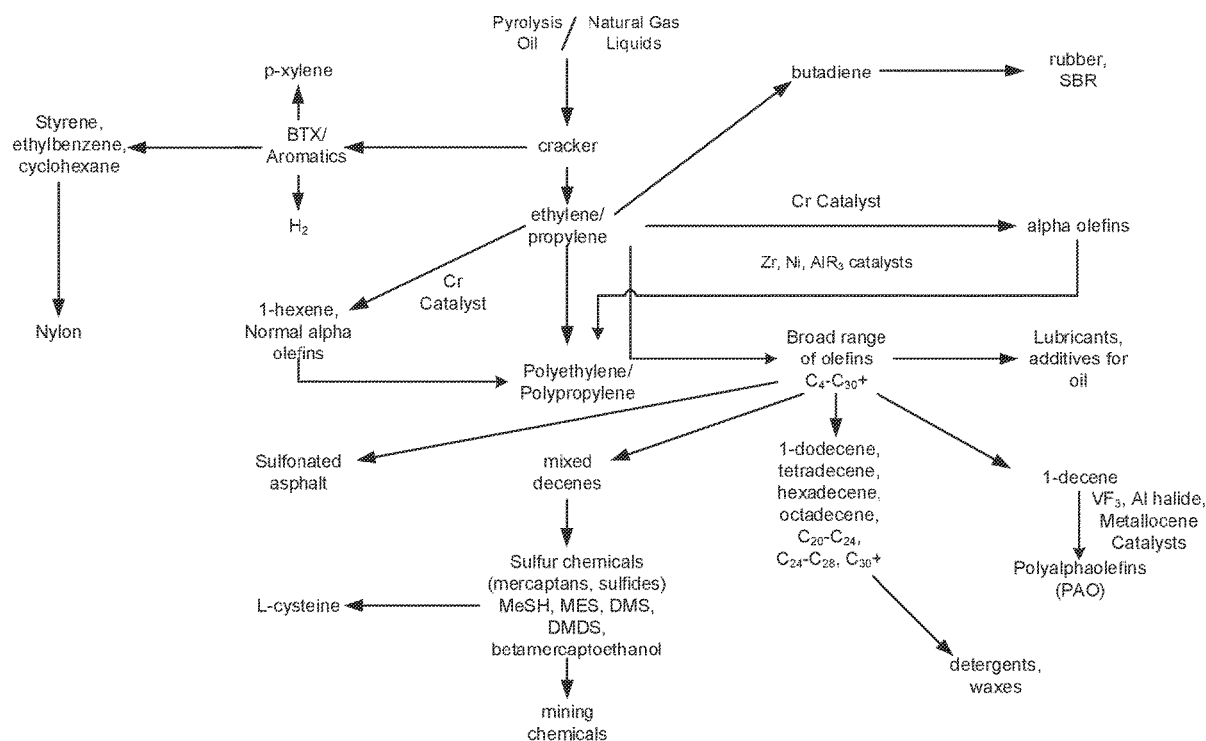 Pyrolysis / Natural Gas
Oil Liquids
p-xylene
butadiene
rubber,
SBR
Styrene,
ethylbenzene,
cyclohexane
BTX/
Aromatics
cracker
H₂
ethylene/
propylene
Cr Catalyst
alpha olefins
Zr, Ni, AlR₃ catalysts
Cr
Catalyst
Nylon
1-hexene,
Normal alpha
olefins
Polyethylene/
Polypropylene
Broad range
of olefins
C₄-C₃₀+
Lubricants,
additives for
oil
Sulfonated
asphalt
mixed
decenes
1-dodecene,
tetradecene,
hexadecene,
octadecene,
C₂₀-C₂₄,
C₂₄-C₂₈, C₃₀+
1-decene
VF₃, Al halide,
Metallocene
Catalysts
Polyalphaolefins
(PAO)
Sulfur chemicals
(mercaptans, sulfides)
MeSH, MES, DMS,
DMDS,
betamercaptoethanol
L-cysteine
detergents,
waxes
mining
chemicals